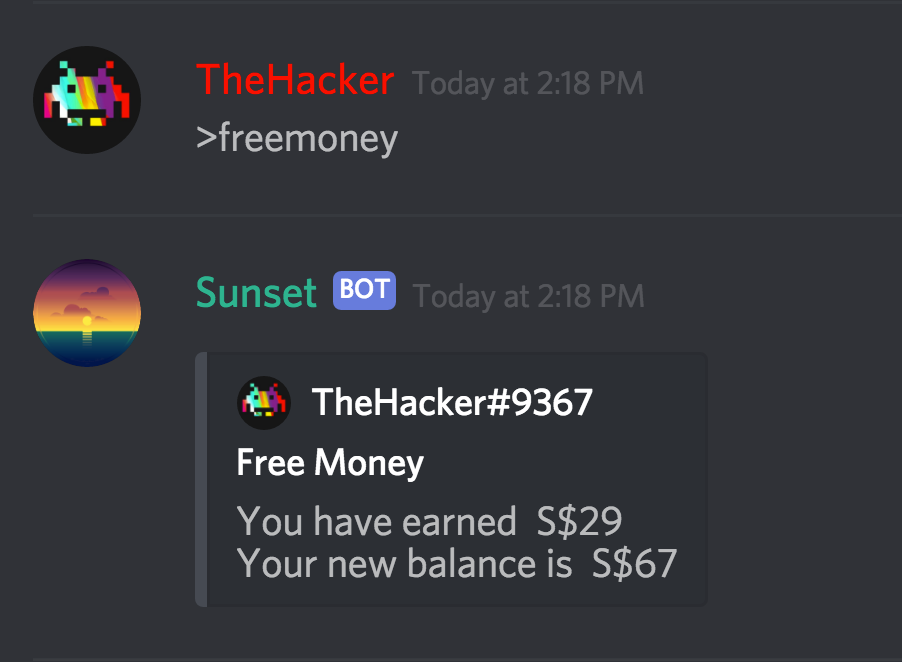 TheHacker Today at 2:18 PM
>freemoney
Sunset BOT Today at 2:18 PM
TheHacker#9367
Free Money
You have earned S$29
Your new balance is S$67